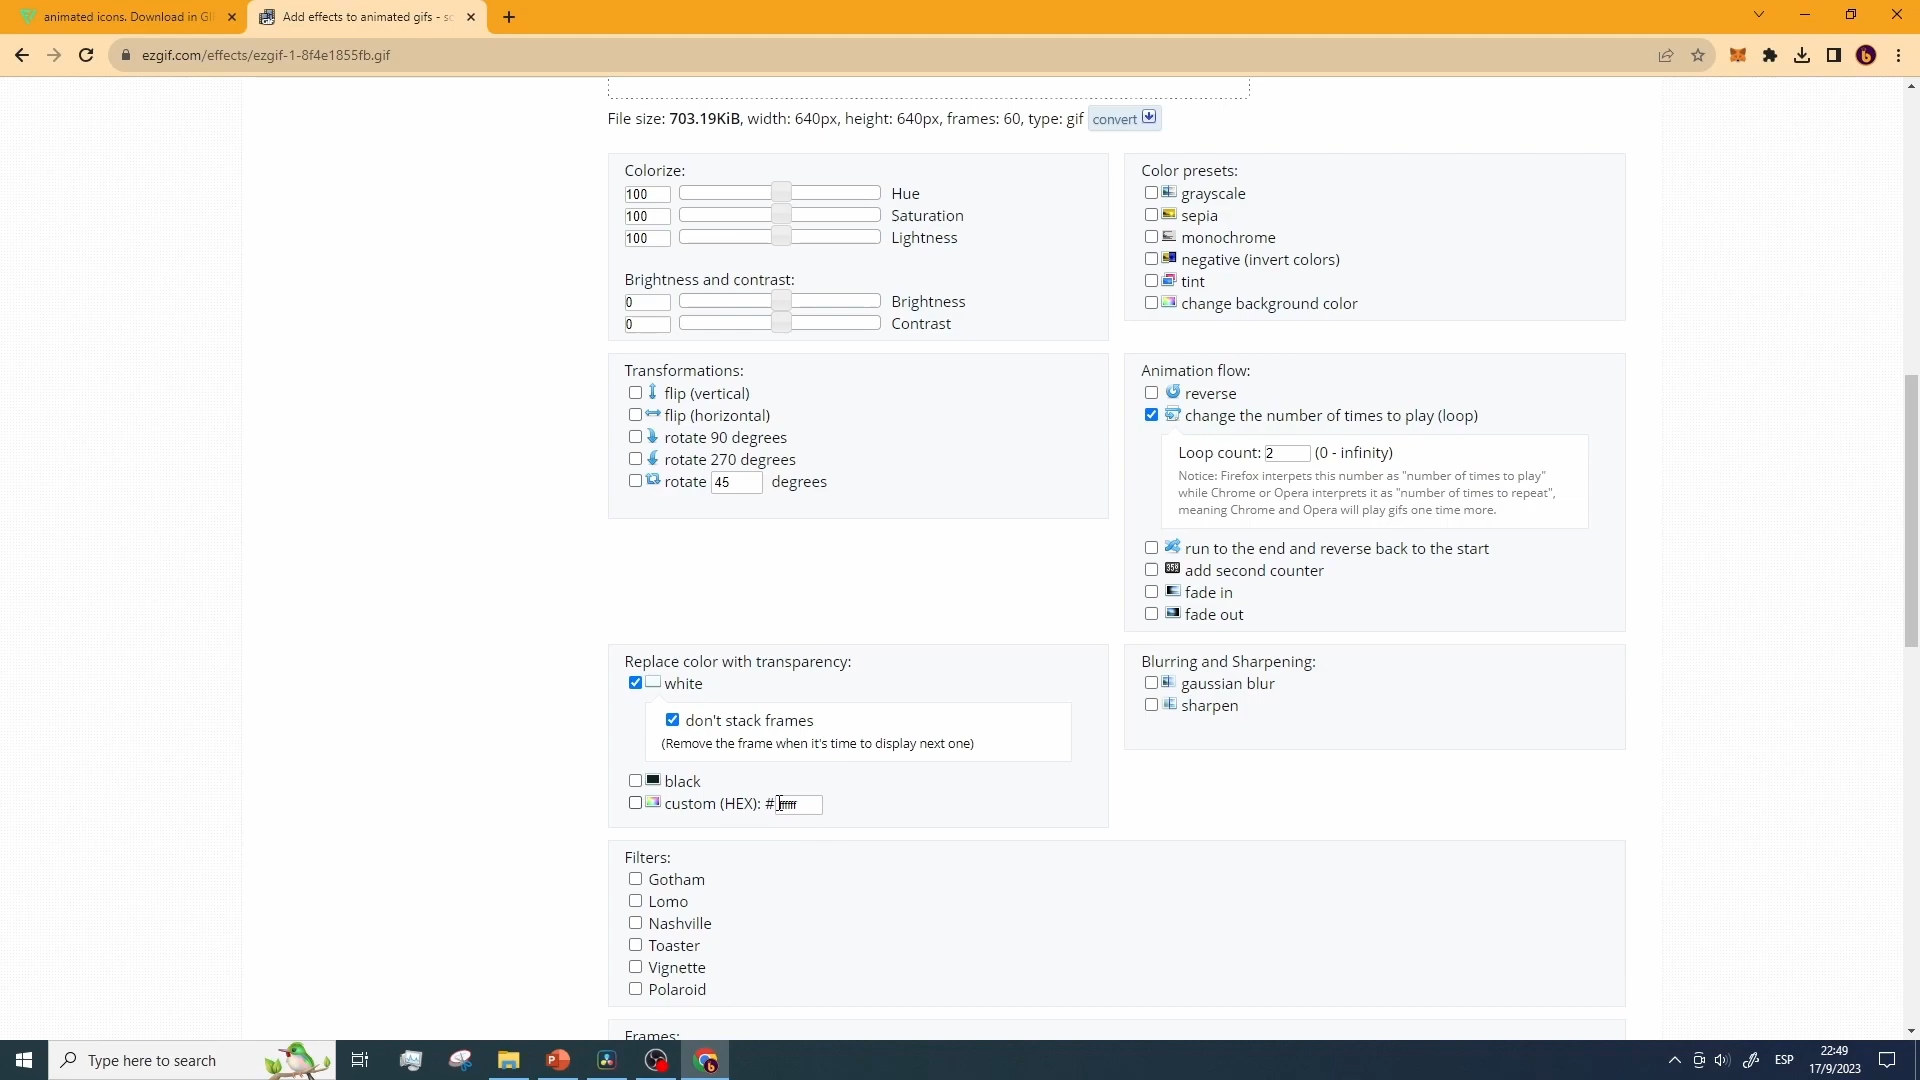 animated icons. Download in GI
Add effects to animated gifs - sc
ezgif.com/effects/ezgif-1-8f4e1855fb.gif
File size: 703.19KiB, width: 640px, height: 640px, frames: 60, type: gif
convert
Colorize:
100 Hue
100 Saturation
100 Lightness
Brightness and contrast:
0 Brightness
0 Contrast
Color presets:
grayscale
sepia
monochrome
negative (invert colors)
tint
change background color
Transformations:
flip (vertical)
flip (horizontal)
rotate 90 degrees
rotate 270 degrees
rotate 45 degrees
Animation flow:
reverse
change the number of times to play (loop)
Loop count: 2 (0 - infinity)
Notice: Firefox interpets this number as "number of times to play"
while Chrome or Opera interprets it as "number of times to repeat",
meaning Chrome and Opera will play gifs one time more.
run to the end and reverse back to the start
add second counter
fade in
fade out
Replace color with transparency:
white
don't stack frames
(Remove the frame when it's time to display next one)
black
custom (HEX): #
Blurring and Sharpening:
gaussian blur
sharpen
Filters:
Gotham
Lomo
Nashville
Toaster
Vignette
Polaroid
Frames:
Type here to search
ESP
22:49
17/9/2023